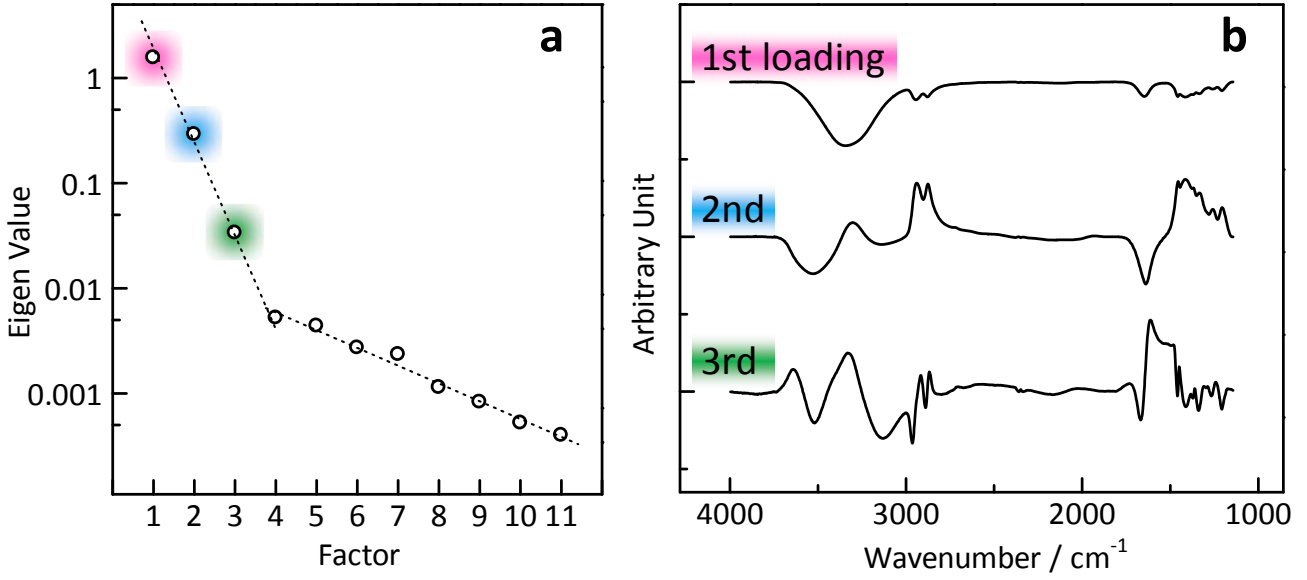 a
1
0.1
0.01
0.001
Eigen Value
1 2 3 4 5 6 7 8 9 10 11
Factor
b
1st loading
2nd
3rd
Arbitrary Unit
4000 3000 2000 1000
Wavenumber / cm⁻¹